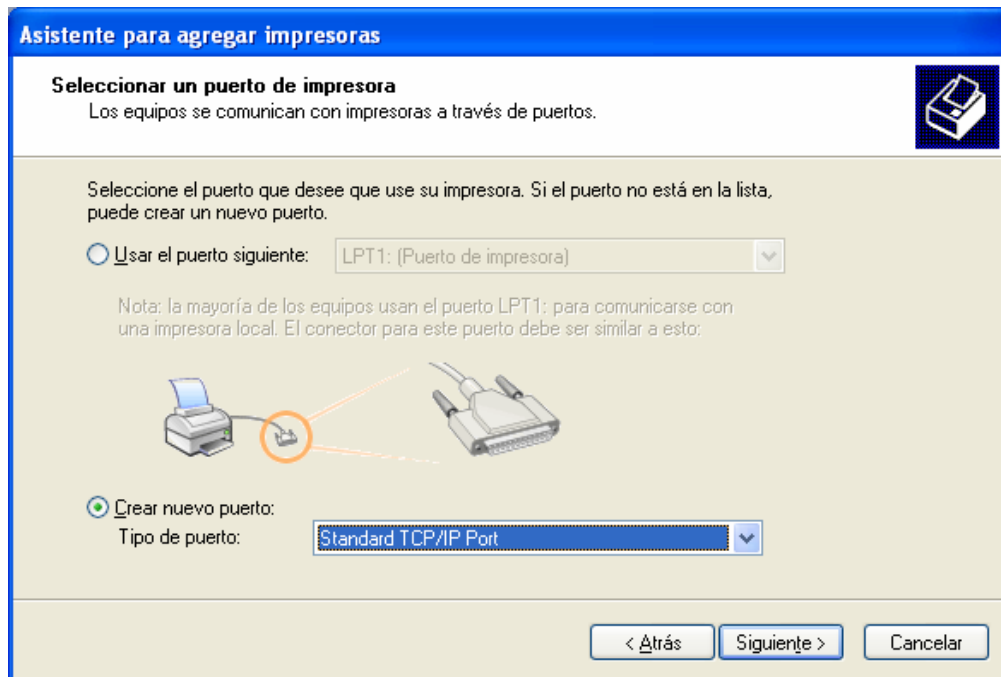 Asistente para agregar impresoras
Seleccionar un puerto de impresora
Los equipos se comunican con impresoras a través de puertos.
Seleccione el puerto que desee que use su impresora. Si el puerto no está en la lista,
puede crear un nuevo puerto.
Usar el puerto siguiente:
LPT1: (Puerto de impresora)
Nota: la mayoría de los equipos usan el puerto LPT1: para comunicarse con
una impresora local. El conector para este puerto debe ser similar a esto:
Crear nuevo puerto:
Tipo de puerto:
Standard TCP/IP Port
< Atrás
Siguiente >
Cancelar